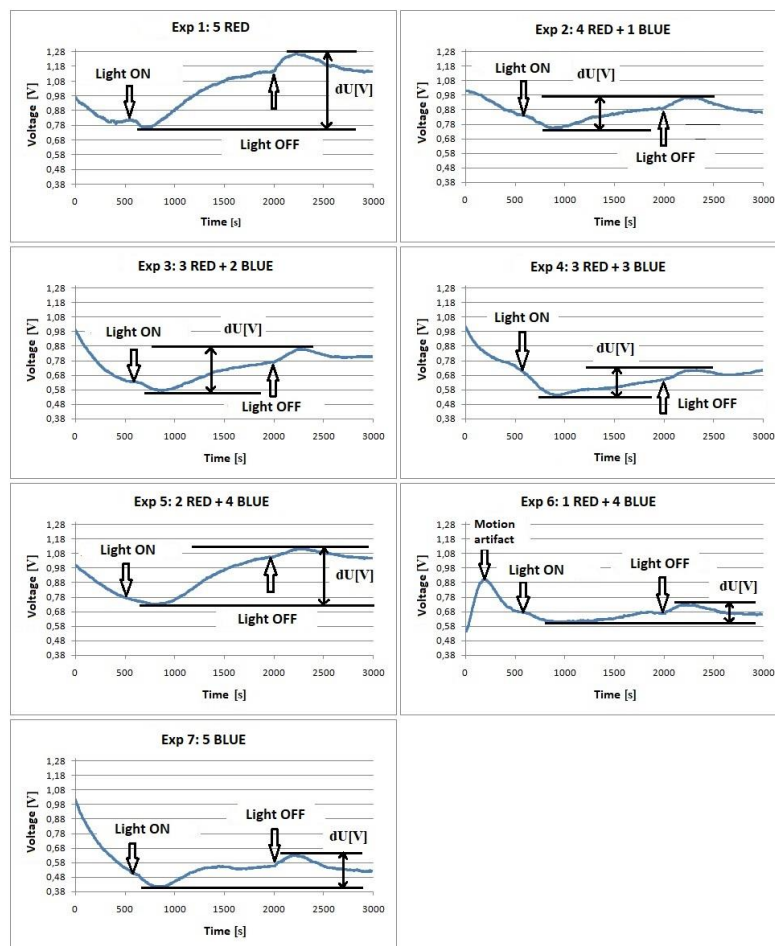 Exp 1: 5 RED
Voltage [V]
1,28
1,18
1,08
0,98
0,88
0,78
0,68
0,58
0,48
0,38
Light ON
dU[V]
Light OFF
0 500 1000 1500 2000 2500 3000
Time [s]
Exp 2: 4 RED + 1 BLUE
Voltage [V]
1,28
1,18
1,08
0,98
0,88
0,78
0,68
0,58
0,48
0,38
Light ON
dU[V]
Light OFF
0 500 1000 1500 2000 2500 3000
Time [s]
Exp 3: 3 RED + 2 BLUE
Voltage [V]
1,28
1,18
1,08
0,98
0,88
0,78
0,68
0,58
0,48
0,38
Light ON
dU[V]
Light OFF
0 500 1000 1500 2000 2500 3000
Time [s]
Exp 4: 3 RED + 3 BLUE
Voltage [V]
1,28
1,18
1,08
0,98
0,88
0,78
0,68
0,58
0,48
0,38
Light ON
dU[V]
Light OFF
0 500 1000 1500 2000 2500 3000
Time [s]
Exp 5: 2 RED + 4 BLUE
Voltage [V]
1,28
1,18
1,08
0,98
0,88
0,78
0,68
0,58
0,48
0,38
Light ON
dU[V]
Light OFF
0 500 1000 1500 2000 2500 3000
Time [s]
Exp 6: 1 RED + 4 BLUE
Voltage [V]
1,28
1,18
1,08
0,98
0,88
0,78
0,68
0,58
0,48
0,38
Motion
artifact
Light ON
Light OFF
dU[V]
0 500 1000 1500 2000 2500 3000
Time [s]
Exp 7: 5 BLUE
Voltage [V]
1,28
1,18
1,08
0,98
0,88
0,78
0,68
0,58
0,48
0,38
Light ON
Light OFF
dU[V]
0 500 1000 1500 2000 2500 3000
Time [s]